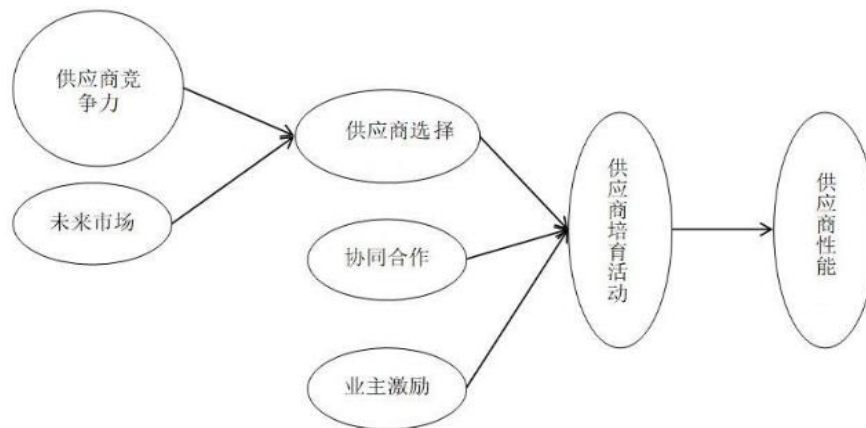 供应商竞
争力
未来市场
供应商选择
协同合作
业主激励
供应商培育活动
供应商性能